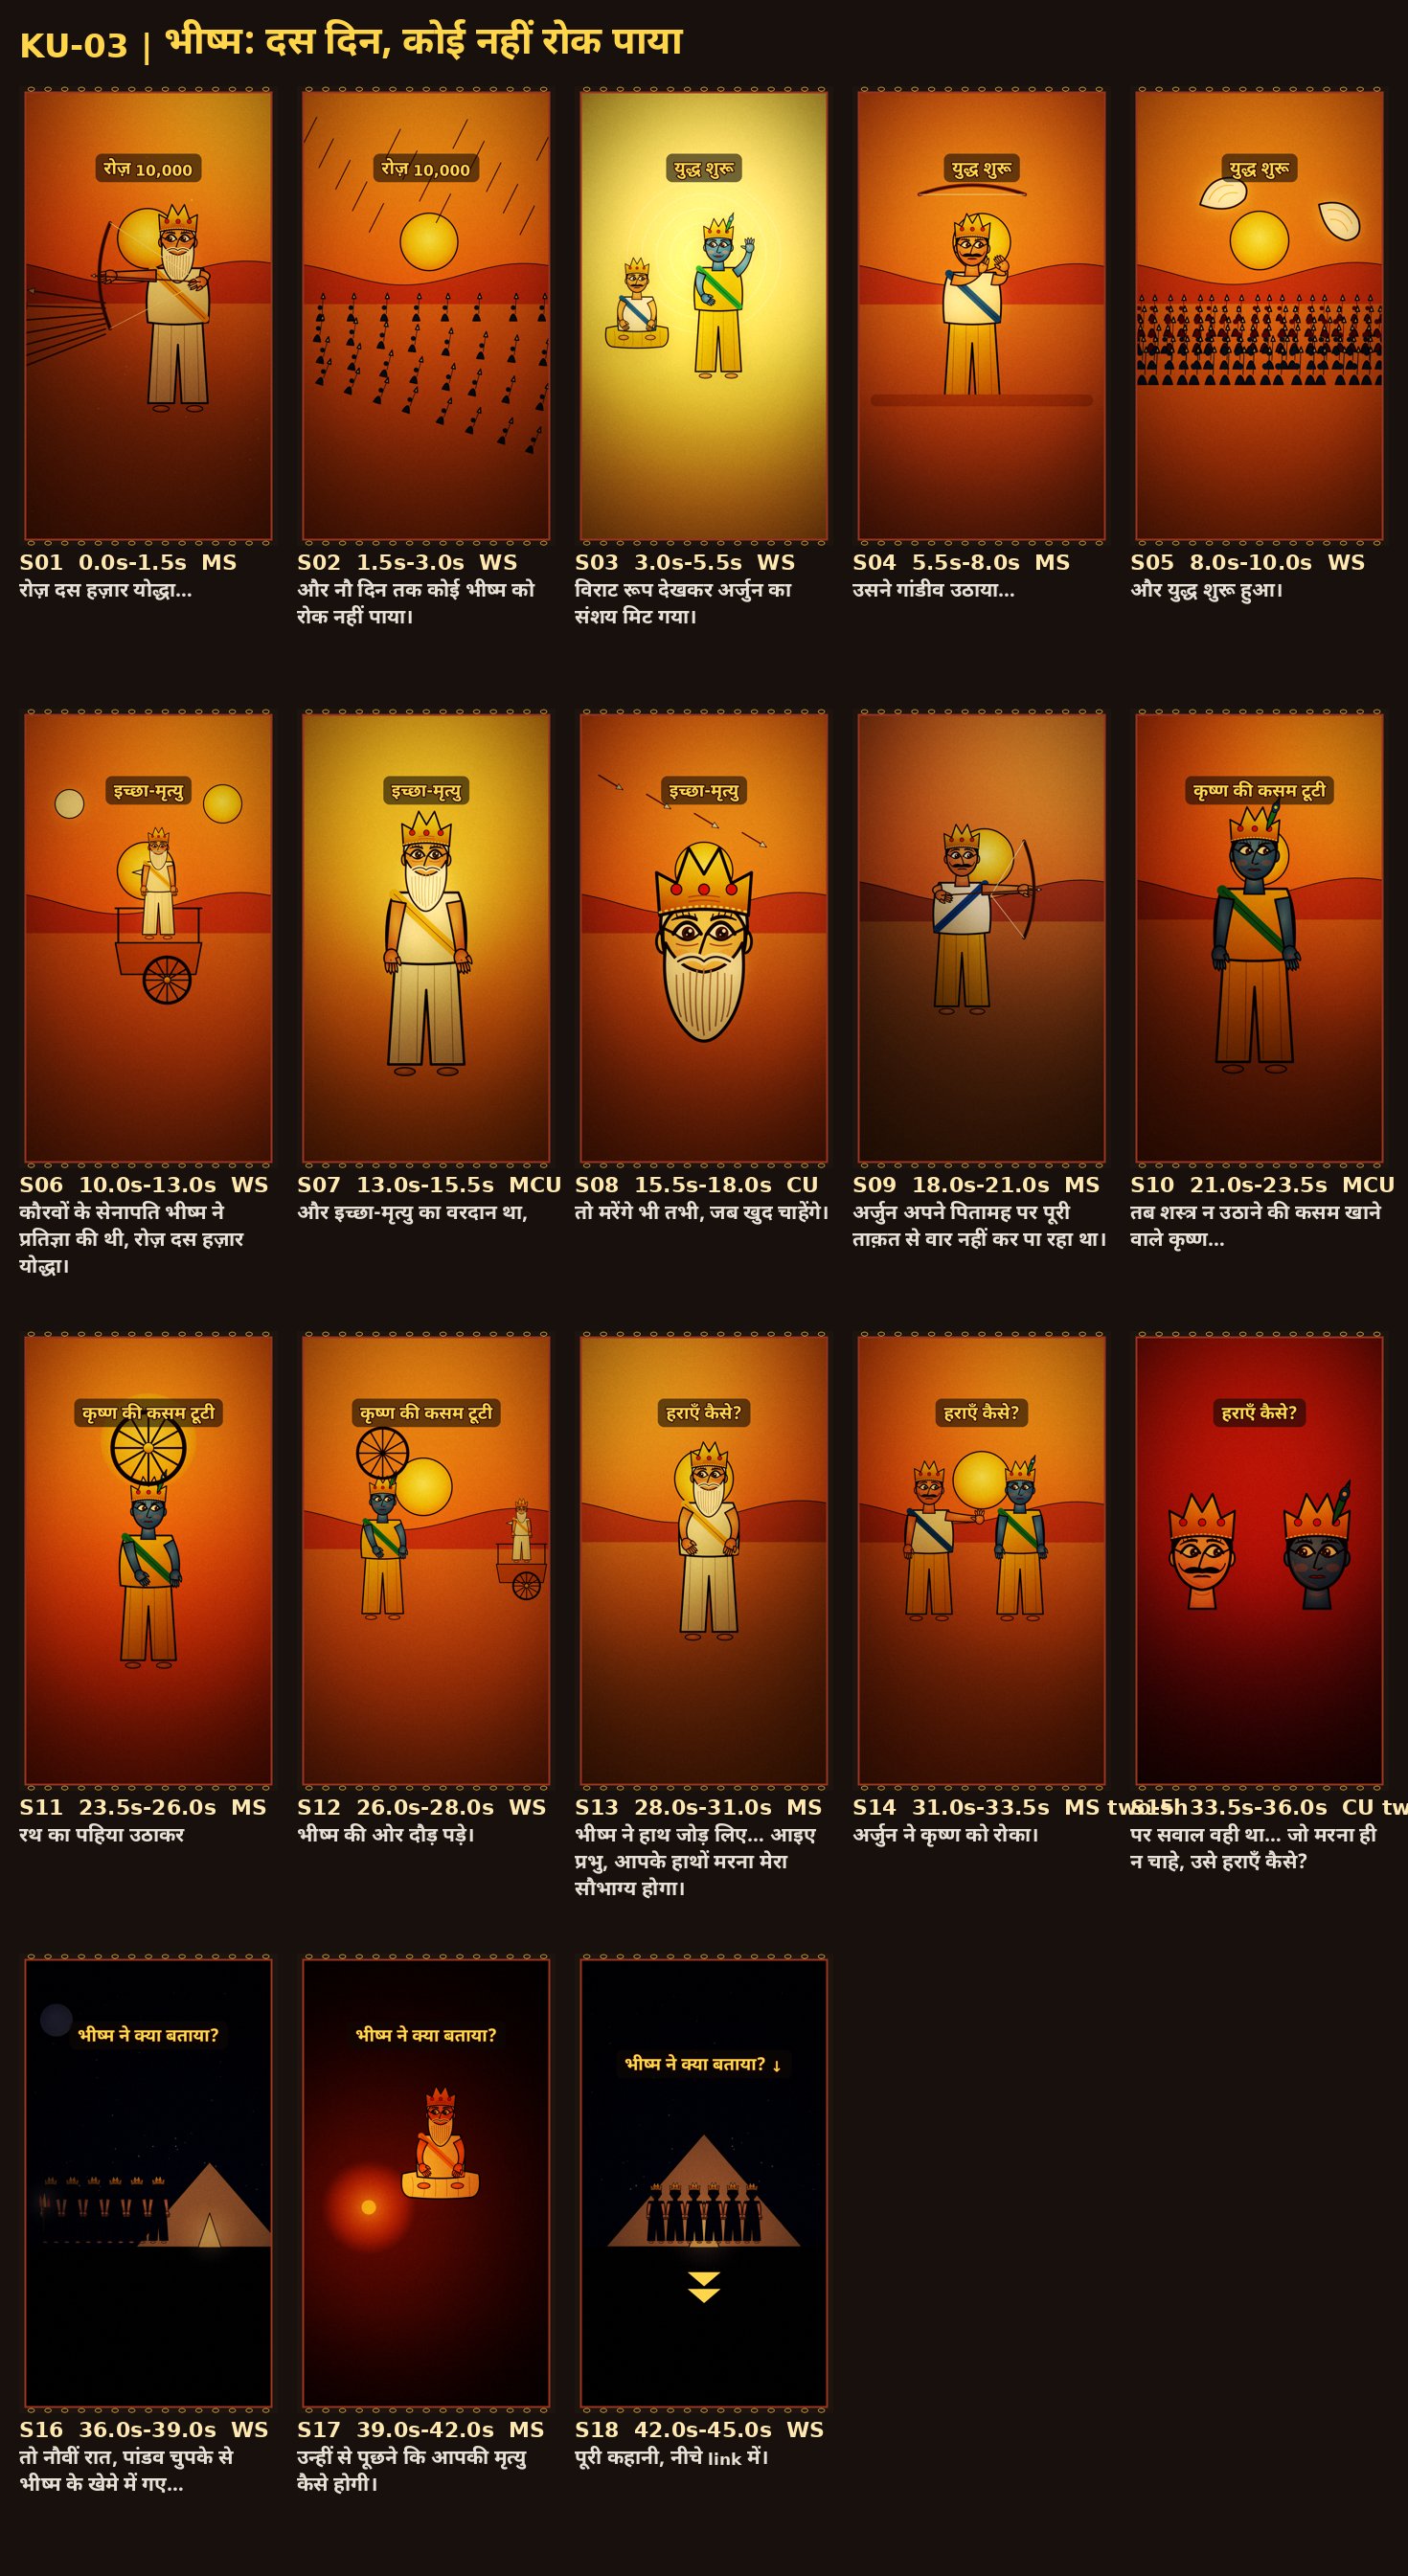 KU-03 | भीष्म: दस दिन, कोई नहीं रोक पाया
रोज़ 10,000
रोज़ 10,000
युद्ध शुरू
युद्ध शुरू
युद्ध शुरू
S01 0.0s-1.5s MS
रोज़ दस हज़ार योद्धा...
S02 1.5s-3.0s WS
और नौ दिन तक कोई भीष्म को
रोक नहीं पाया।
S03 3.0s-5.5s WS
विराट रूप देखकर अर्जुन का
संशय मिट गया।
S04 5.5s-8.0s MS
उसने गांडीव उठाया...
S05 8.0s-10.0s WS
और युद्ध शुरू हुआ।
इच्छा-मृत्यु
इच्छा-मृत्यु
इच्छा-मृत्यु
कृष्ण की कसम टूटी
S06 10.0s-13.0s WS
कौरवों के सेनापति भीष्म ने
प्रतिज्ञा की थी, रोज़ दस हज़ार
योद्धा।
S07 13.0s-15.5s MCU
और इच्छा-मृत्यु का वरदान था,
S08 15.5s-18.0s CU
तो मरेंगे भी तभी, जब खुद चाहेंगे।
S09 18.0s-21.0s MS
अर्जुन अपने पितामह पर पूरी
ताक़त से वार नहीं कर पा रहा था।
S10 21.0s-23.5s MCU
तब शस्त्र न उठाने की कसम खाने
वाले कृष्ण...
कृष्ण की कसम टूटी
कृष्ण की कसम टूटी
हराएँ कैसे?
हराएँ कैसे?
हराएँ कैसे?
S11 23.5s-26.0s MS
रथ का पहिया उठाकर
S12 26.0s-28.0s WS
भीष्म की ओर दौड़ पड़े।
S13 28.0s-31.0s MS
भीष्म ने हाथ जोड़ लिए... आइए
प्रभु, आपके हाथों मरना मेरा
सौभाग्य होगा।
S14 31.0s-33.5s MS
अर्जुन ने कृष्ण को रोका।
S15 33.5s-36.0s CU tw
पर सवाल वही था... जो मरना ही
न चाहे, उसे हराएँ कैसे?
भीष्म ने क्या बताया?
भीष्म ने क्या बताया?
भीष्म ने क्या बताया? ↓
S16 36.0s-39.0s WS
तो नौवीं रात, पांडव चुपके से
भीष्म के खेमे में गए...
S17 39.0s-42.0s MS
उन्हीं से पूछने कि आपकी मृत्यु
कैसे होगी।
S18 42.0s-45.0s WS
पूरी कहानी, नीचे link में।